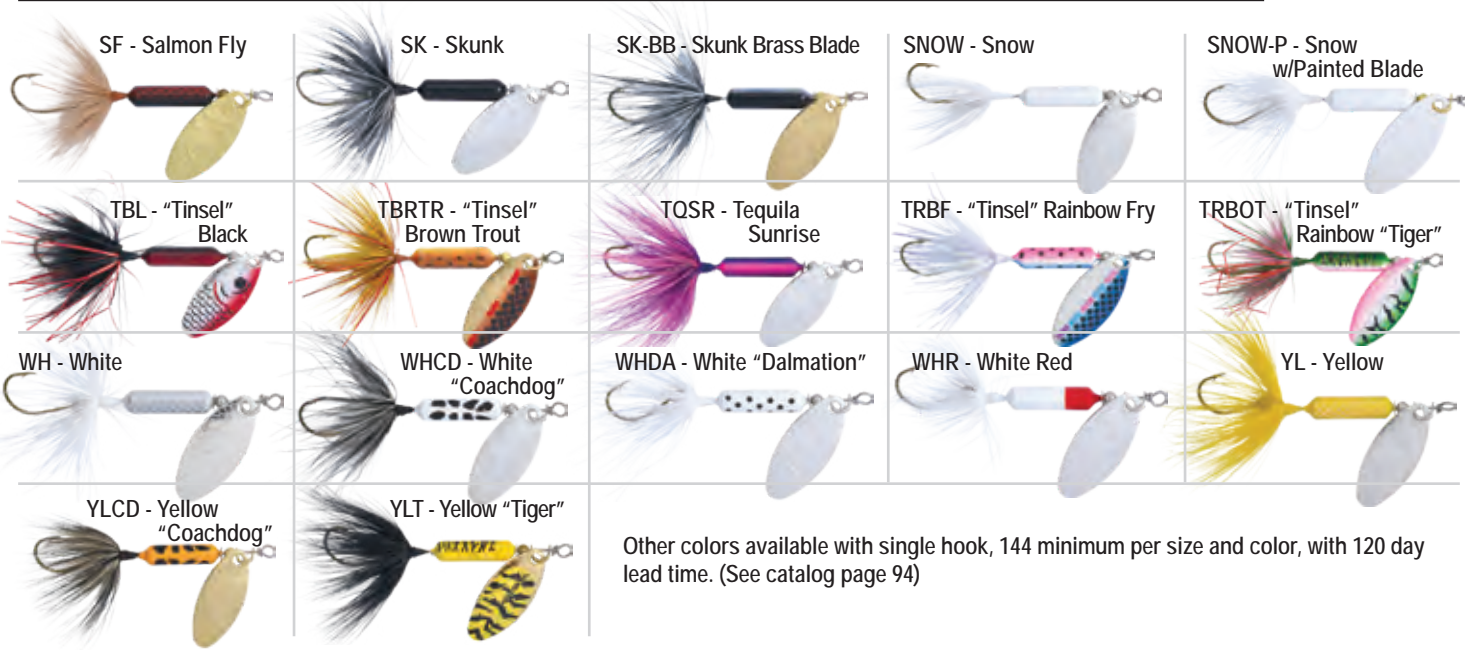 SF - Salmon Fly
SK - Skunk
SK-BB - Skunk Brass Blade
SNOW - Snow
SNOW-P - Snow
w/Painted Blade
TBL - “Tinsel”
Black
TBRTR - “Tinsel”
Brown Trout
TQSR - Tequila
Sunrise
TRBF - “Tinsel” Rainbow Fry
TRBOT - “Tinsel”
Rainbow “Tiger”
WH - White
WHCD - White
“Coachdog”
WHDA - White “Dalmation”
WHR - White Red
YL - Yellow
YLCD - Yellow
“Coachdog”
YLT - Yellow “Tiger”
Other colors available with single hook, 144 minimum per size and color, with 120 day
lead time. (See catalog page 94)